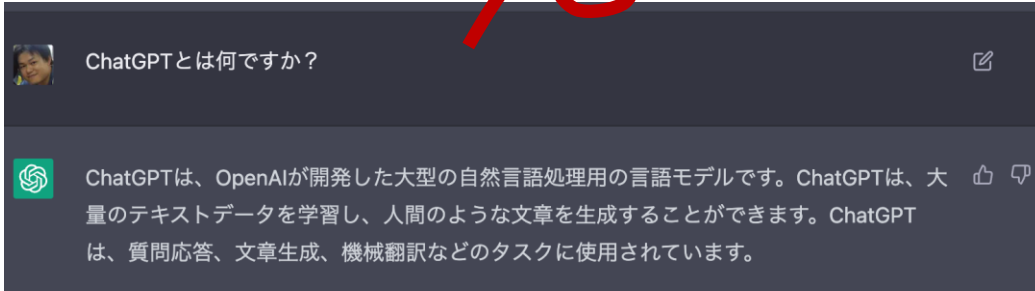 ChatGPTとは何ですか？
ChatGPTは、OpenAIが開発した大型の自然言語処理用の言語モデルです。ChatGPTは、大
量のテキストデータを学習し、人間のような文章を生成することができます。ChatGPT
は、質問応答、文章生成、機械翻訳などのタスクに使用されています。